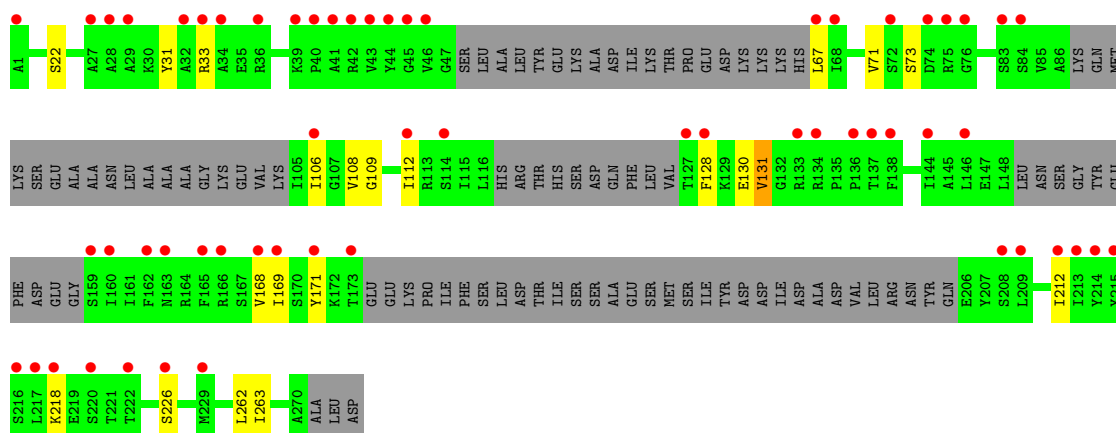 A1 S22 A27 A28 A29 K30 Y31 A32 R33 A34 E35 R36 K39 P40 A41 R42 V43 Y44 G45 V46 G47 SER LEU ALA LEU TYR GLU LYS ALA ASP ILE LYS THR PRO GLU ASP LYS LYS LYS HIS L67 I68 V71 S72 S73 D74 R75 G76 S83 S84 V85 A86 LYS GLN MET
LYS SER GLU ALA ALA ASN LEU ALA ALA ALA GLY LYS GLU VAL LYS I105 I106 G107 V108 G109 I112 R113 S114 I115 L116 HIS ARG THR HIS SER ASP GLN PHE LEU VAL T127 F128 K129 E130 V131 G132 R133 R134 P135 P136 T137 F138 I144 A145 L146 E147 L148 LEU ASN SER GLY TYR GLU
PHE ASP GLU GLY S159 I160 I161 F162 N163 R164 F165 R166 S167 V168 I169 S170 Y171 K172 T173 GLU GLU LYS PRO ILE PHE SER LEU ASP THR ILE SER SER ALA GLU SER MET SER ILE TYR ASP ASP ILE ASP ALA ASP VAL LEU ARG ASN TYR GLN E206 Y207 S208 L209 I212 I213 Y214 Y215
S216 L217 K218 E219 S220 T221 T222 S226 M229 L262 I263 A270 ALA LEU ASP